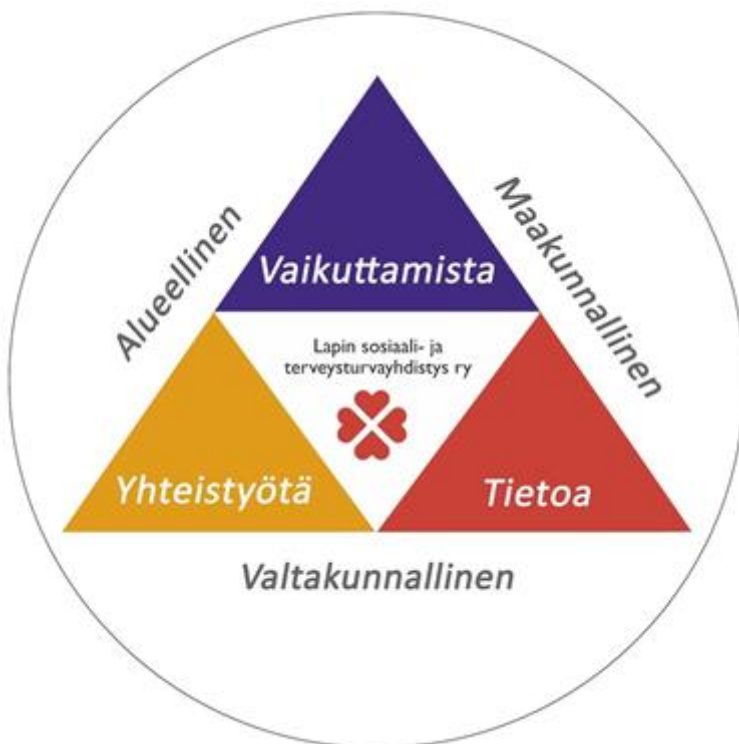 Alueellinen
Maakunnallinen
Vaikuttamista
Lapin sosiaali- ja
terveysturvayhdistys ry
Yhteistyötä
Tietoa
Valtakunnallinen